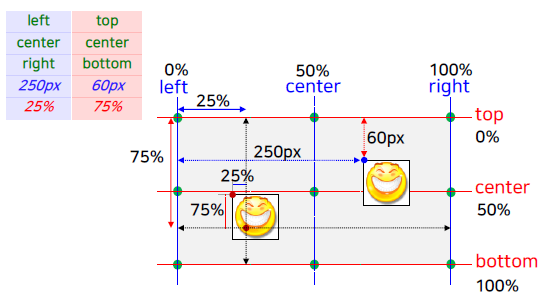 left top
center center
right bottom
250px 60px
25% 75%
0% 50% 100%
left center right
25%
top
0%
60px
75%
250px
25%
center
75%
50%
bottom
100%